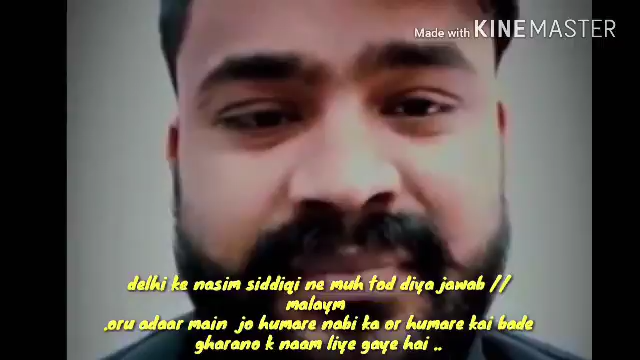 Made with KINEMASTER
delhi ke nasim siddiqi ne muh tod diya jawab //
malaym
,oru adaar main jo humare nabi ka or humare kai bade
gharano k naam liye gaye hai ..